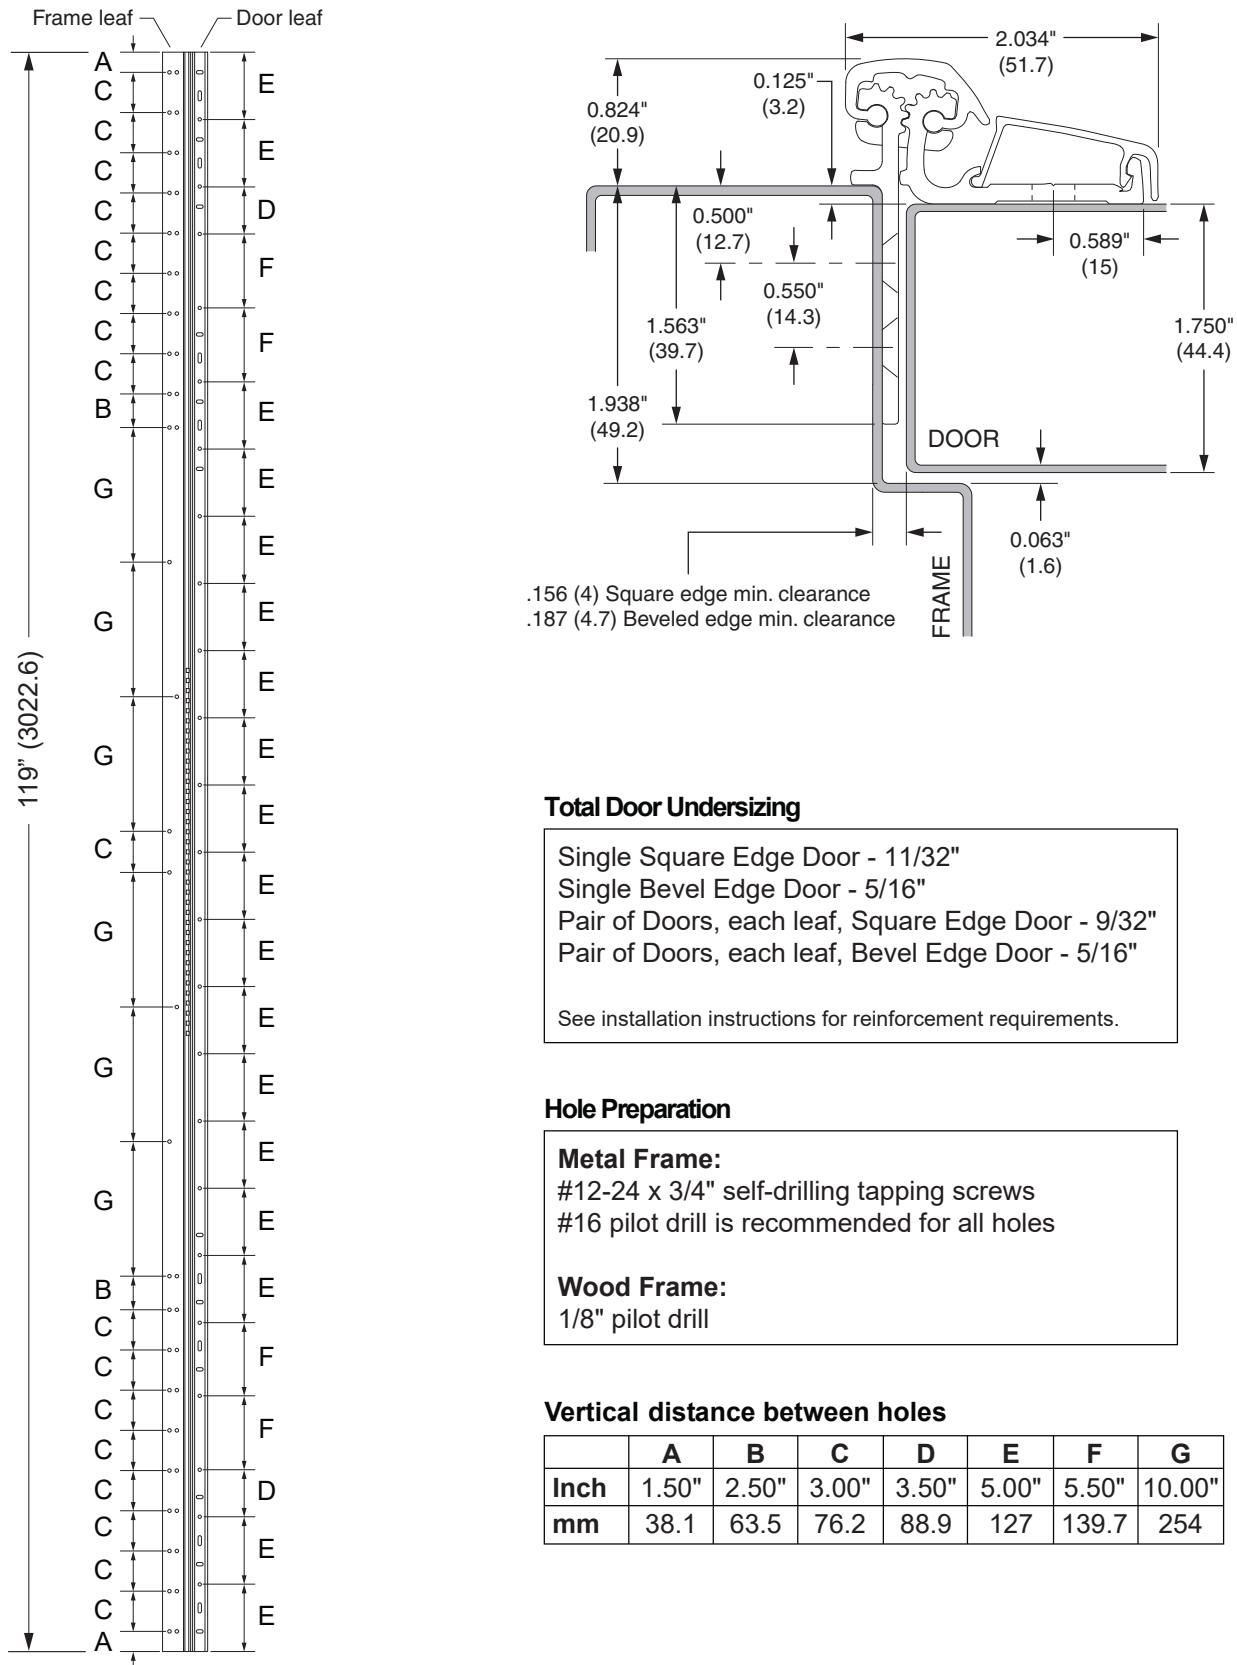 Frame leaf
Door leaf
A
C
C
C
C
C
C
C
C
B
G
G
G
C
G
G
G
B
C
C
C
C
C
C
C
C
A
119" (3022.6)
E
E
D
F
F
E
E
E
E
E
E
E
E
E
E
E
E
E
E
F
F
D
E
E
2.034"
(51.7)
0.125"
(3.2)
0.824"
(20.9)
0.500"
(12.7)
0.589"
(15)
0.550"
(14.3)
1.563"
(39.7)
1.750"
(44.4)
1.938"
(49.2)
DOOR
0.063"
(1.6)
FRAME
.156 (4) Square edge min. clearance
.187 (4.7) Beveled edge min. clearance
Total Door Undersizing
Single Square Edge Door - 11/32"
Single Bevel Edge Door - 5/16"
Pair of Doors, each leaf, Square Edge Door - 9/32"
Pair of Doors, each leaf, Bevel Edge Door - 5/16"
See installation instructions for reinforcement requirements.
Hole Preparation
Metal Frame:
#12-24 x 3/4" self-drilling tapping screws
#16 pilot drill is recommended for all holes
Wood Frame:
1/8" pilot drill
Vertical distance between holes
A B C D E F G
Inch 1.50" 2.50" 3.00" 3.50" 5.00" 5.50" 10.00"
mm 38.1 63.5 76.2 88.9 127 139.7 254